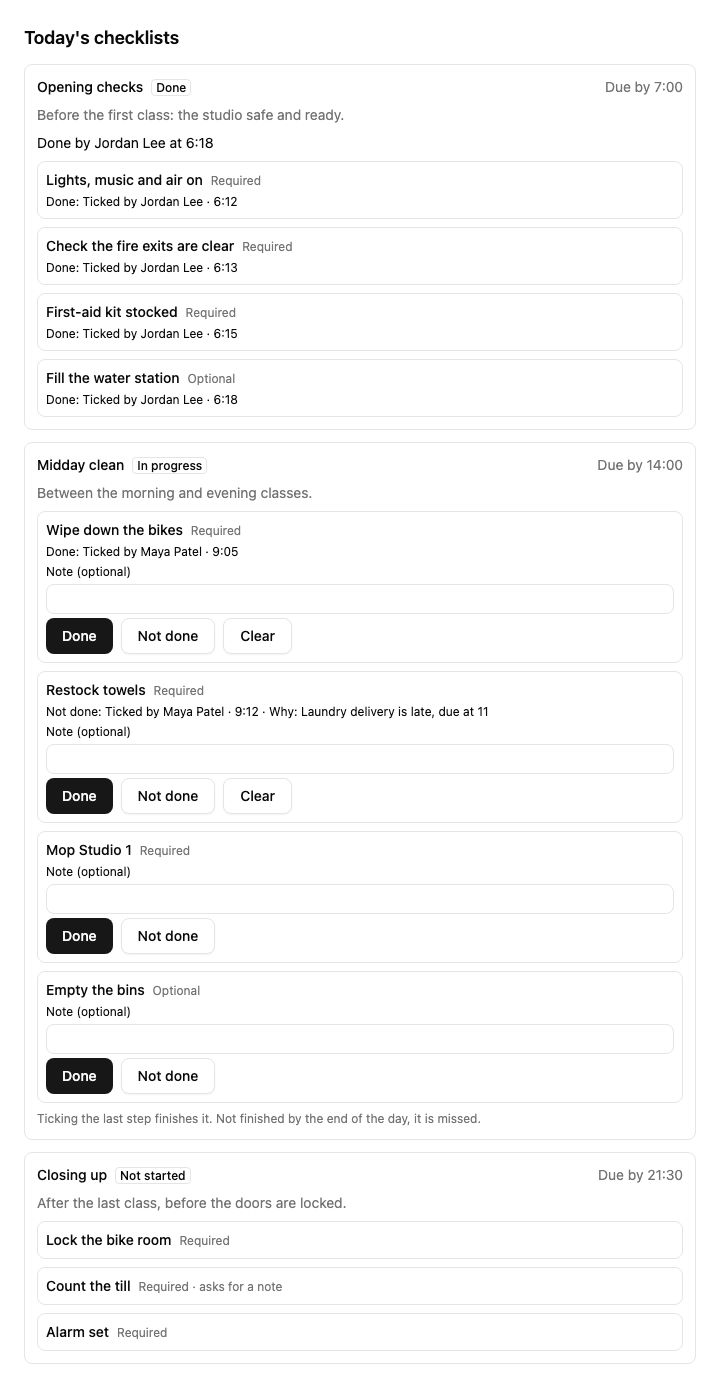 Today's checklists
Opening checks Done Due by 7:00
Before the first class: the studio safe and ready.
Done by Jordan Lee at 6:18
Lights, music and air on Required
Done: Ticked by Jordan Lee · 6:12
Check the fire exits are clear Required
Done: Ticked by Jordan Lee · 6:13
First-aid kit stocked Required
Done: Ticked by Jordan Lee · 6:15
Fill the water station Optional
Done: Ticked by Jordan Lee · 6:18
Midday clean In progress Due by 14:00
Between the morning and evening classes.
Wipe down the bikes Required
Done: Ticked by Maya Patel · 9:05
Note (optional)
Done Not done Clear
Restock towels Required
Not done: Ticked by Maya Patel · 9:12 · Why: Laundry delivery is late, due at 11
Note (optional)
Done Not done Clear
Mop Studio 1 Required
Note (optional)
Done Not done
Empty the bins Optional
Note (optional)
Done Not done
Ticking the last step finishes it. Not finished by the end of the day, it is missed.
Closing up Not started Due by 21:30
After the last class, before the doors are locked.
Lock the bike room Required
Count the till Required · asks for a note
Alarm set Required